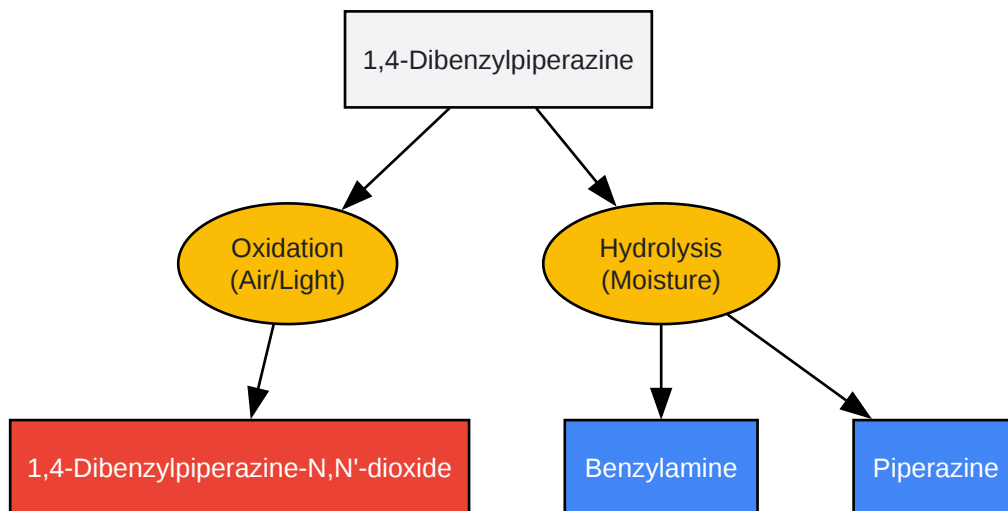 1,4-Dibenzylpiperazine
Oxidation
(Air/Light)
Hydrolysis
(Moisture)
1,4-Dibenzylpiperazine-N,N'-dioxide
Benzylamine
Piperazine